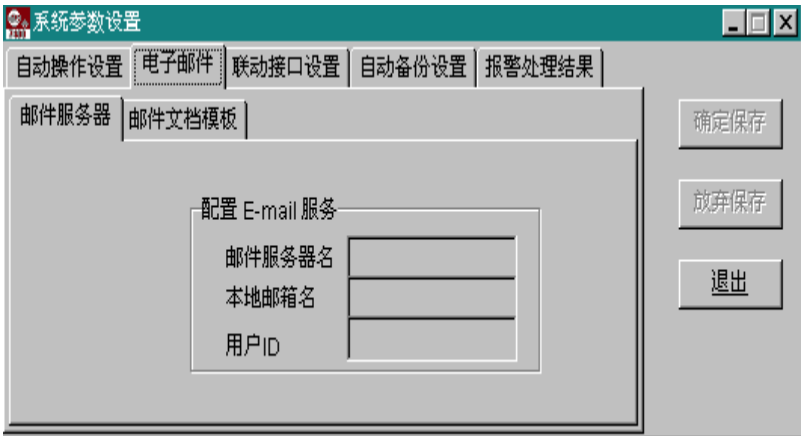 系统参数设置
自动操作设置 电子邮件 联动接口设置 自动备份设置 报警处理结果
邮件服务器 邮件文档模板
确定保存
放弃保存
退出
配置 E-mail 服务
邮件服务器名
本地邮箱名
用户ID